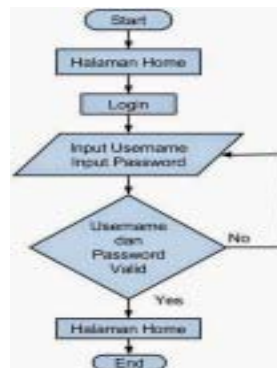 Start
Halaman Home
Login
Input Username
Input Password
Username
dan
Password
Valid
No
Yes
Halaman Home
End